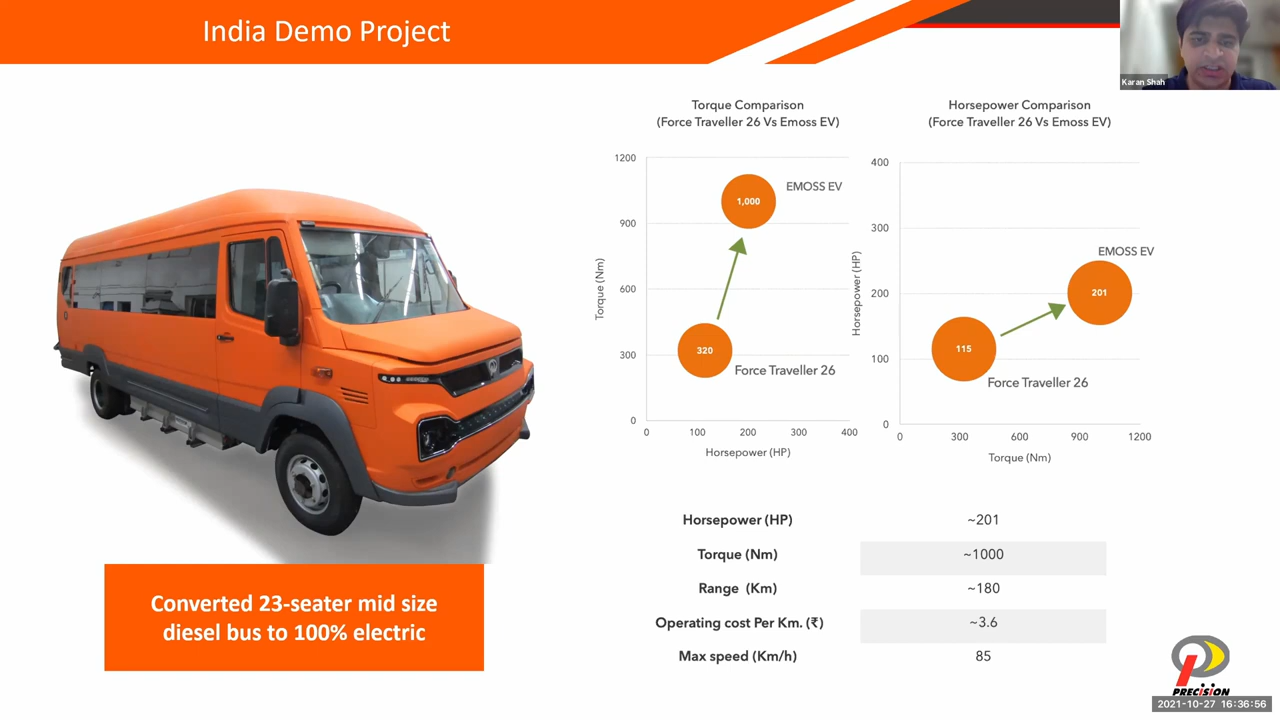 India Demo Project
Karan Shah
Torque Comparison
(Force Traveller 26 Vs Emoss EV)
1200
900
600
300
0
0 100 200 300 400
Torque (Nm)
Horsepower (HP)
1,000
EMOSS EV
320
Force Traveller 26
Horsepower Comparison
(Force Traveller 26 Vs Emoss EV)
400
300
200
100
0
0 300 600 900 1200
Horsepower (HP)
Torque (Nm)
EMOSS EV
201
115
Force Traveller 26
Converted 23-seater mid size
diesel bus to 100% electric
Horsepower (HP) ~201
Torque (Nm) ~1000
Range (Km) ~180
Operating cost Per Km. (₹) ~3.6
Max speed (Km/h) 85
PRECISION
2021-10-27 16:36:56